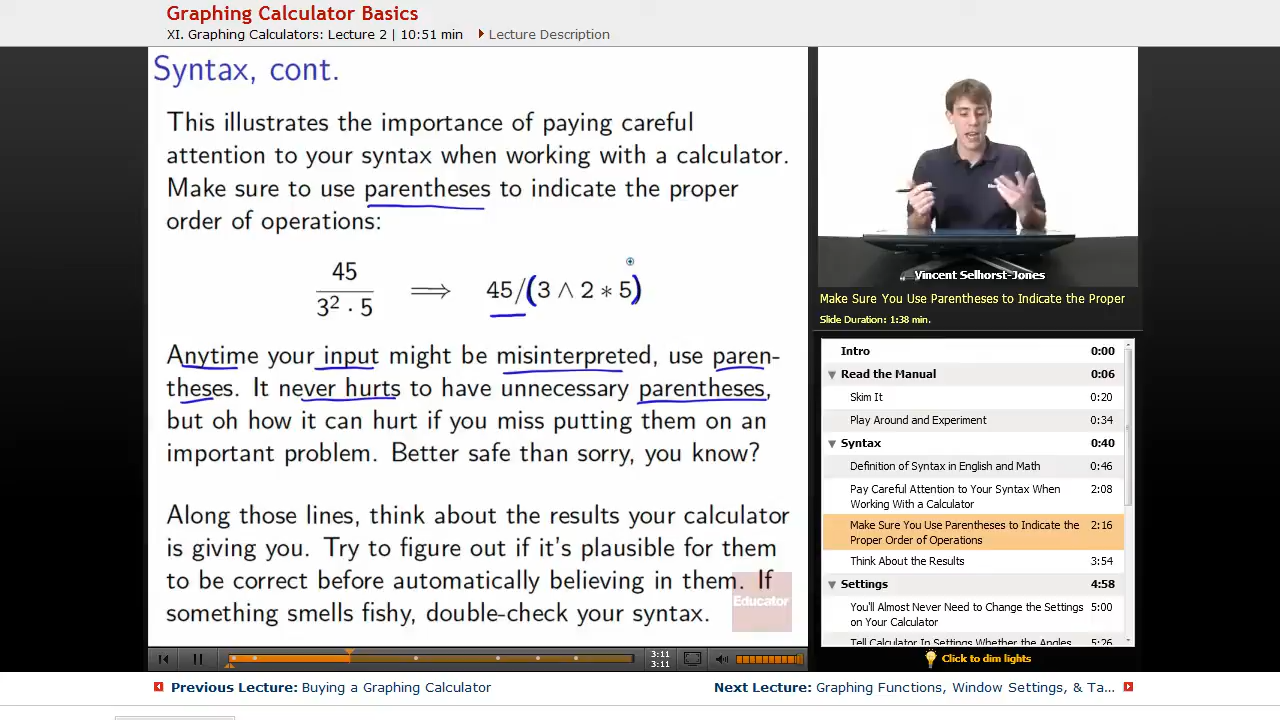 Graphing Calculator Basics
XI. Graphing Calculators: Lecture 2 | 10:51 min
Lecture Description
Syntax, cont.
This illustrates the importance of paying careful
attention to your syntax when working with a calculator.
Make sure to use parentheses to indicate the proper
order of operations:
45
3² · 5
⟹ 45/(3 ∧ 2 ∗ 5)
Anytime your input might be misinterpreted, use paren-
theses. It never hurts to have unnecessary parentheses,
but oh how it can hurt if you miss putting them on an
important problem. Better safe than sorry, you know?
Along those lines, think about the results your calculator
is giving you. Try to figure out if it's plausible for them
to be correct before automatically believing in them. If
something smells fishy, double-check your syntax.
Educator
Vincent Selhorst-Jones
Make Sure You Use Parentheses to Indicate the Proper
Slide Duration: 1:38 min.
Intro 0:00
Read the Manual 0:06
Skim It 0:20
Play Around and Experiment 0:34
Syntax 0:40
Definition of Syntax in English and Math 0:46
Pay Careful Attention to Your Syntax When 2:08
Working With a Calculator
Make Sure You Use Parentheses to Indicate the 2:16
Proper Order of Operations
Think About the Results 3:54
Settings 4:58
You'll Almost Never Need to Change the Settings 5:00
on Your Calculator
Tell Calculator In Settings Whether the Angles 5:26
3:11
3:11
Click to dim lights
Previous Lecture: Buying a Graphing Calculator
Next Lecture: Graphing Functions, Window Settings, & Ta...